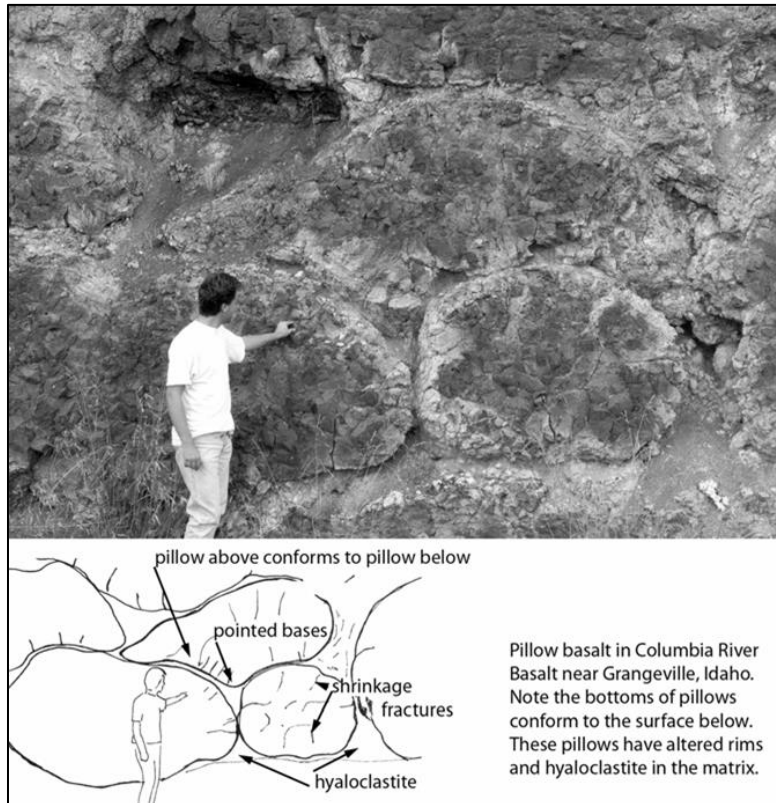 pillow above conforms to pillow below
pointed bases
shrinkage
fractures
hyaloclastite
Pillow basalt in Columbia River
Basalt near Grangeville, Idaho.
Note the bottoms of pillows
conform to the surface below.
These pillows have altered rims
and hyaloclastite in the matrix.